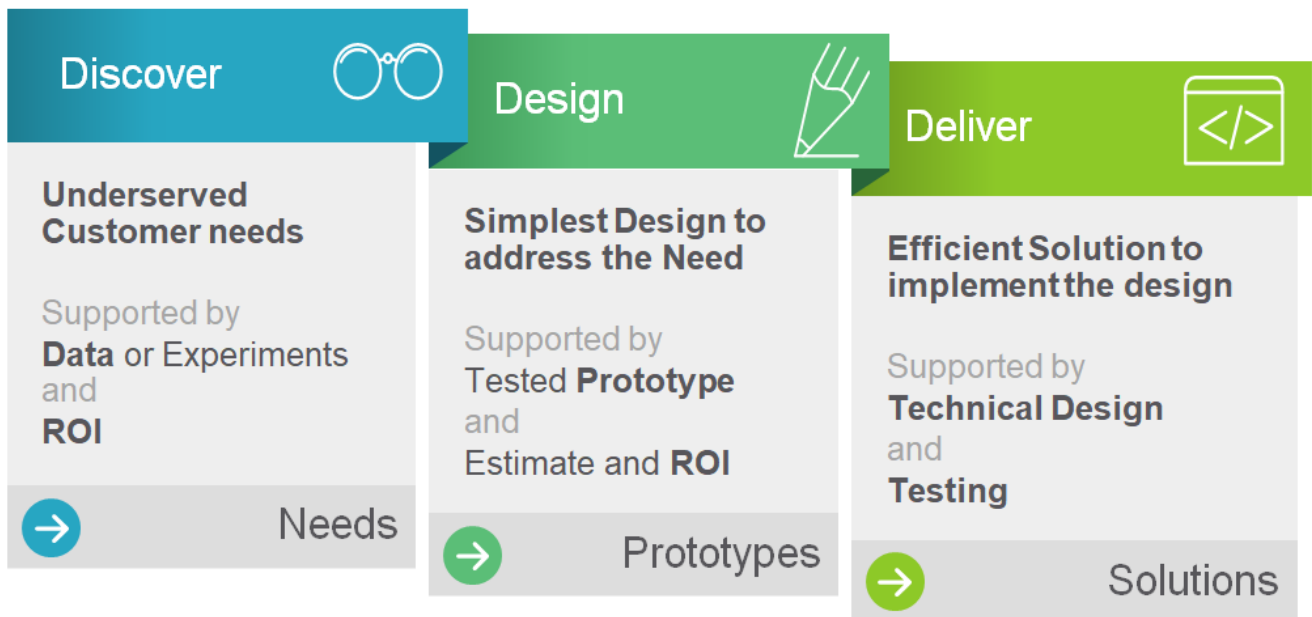 Discover
Underserved
Customer needs
Supported by
Data or Experiments
and
ROI
Needs
Design
Simplest Design to
address the Need
Supported by
Tested Prototype
and
Estimate and ROI
Prototypes
Deliver
</>
Efficient Solution to
implement the design
Supported by
Technical Design
and
Testing
Solutions